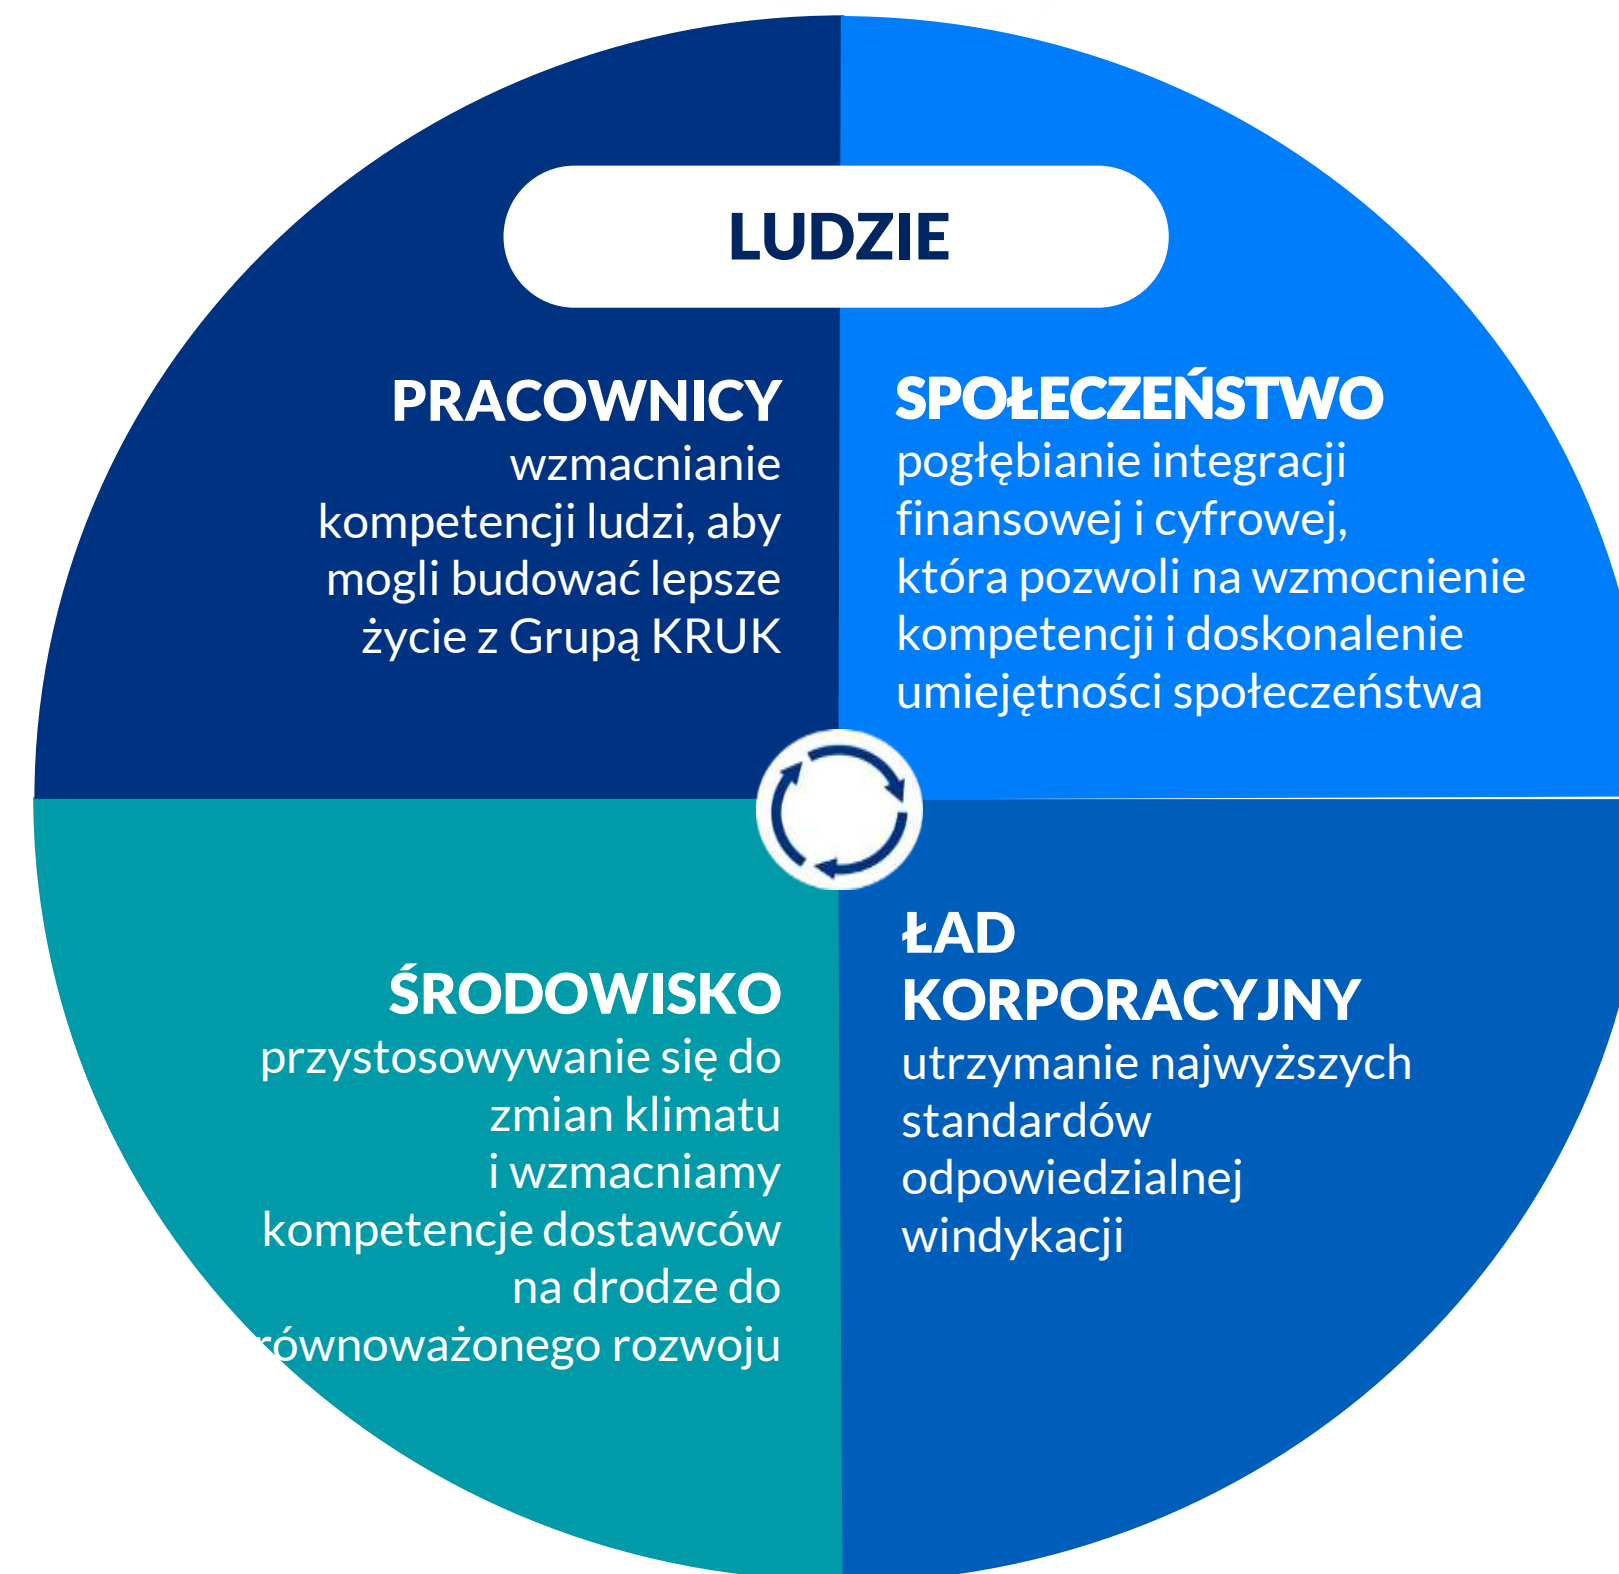 LUDZIE
PRACOWNICY
wzmacnianie
kompetencji ludzi, aby
mogli budować lepsze
życie z Grupą KRUK
SPOŁECZEŃSTWO
pogłębianie integracji
finansowej i cyfrowej,
która pozwoli na wzmocnienie
kompetencji i doskonalenie
umiejętności społeczeństwa
ŚRODOWISKO
przystosowywanie się do
zmian klimatu
i wzmacniamy
kompetencje dostawców
na drodze do
równoważonego rozwoju
ŁAD
KORPORACYJNY
utrzymanie najwyższych
standardów
odpowiedzialnej
windykacji